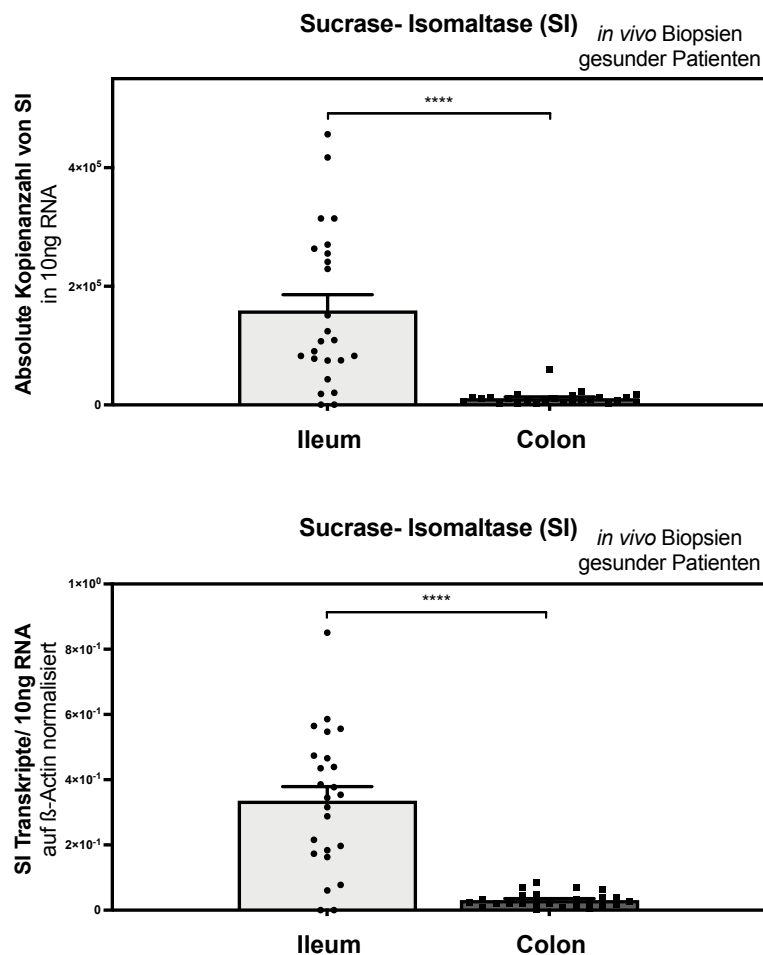 Sucrase- Isomaltase (SI)
in vivo Biopsien
gesunder Patienten
Absolute Kopienanzahl von SI
in 10ng RNA
****
4×10⁵
2×10⁵
0
Ileum
Colon
Sucrase- Isomaltase (SI)
in vivo Biopsien
gesunder Patienten
SI Transkripte/ 10ng RNA
auf ß-Actin normalisiert
1×10⁰
****
8×10⁻¹
6×10⁻¹
4×10⁻¹
2×10⁻¹
0
Ileum
Colon